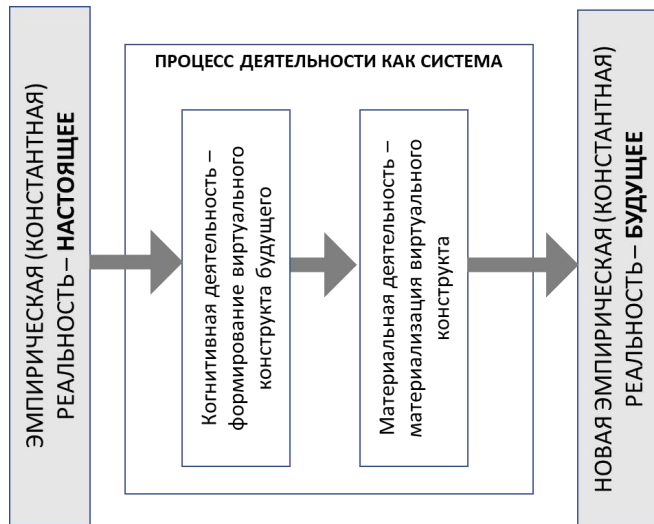 ЭМПИРИЧЕСКАЯ (КОНСТАНТНАЯ)
РЕАЛЬНОСТЬ – НАСТОЯЩЕЕ
ПРОЦЕСС ДЕЯТЕЛЬНОСТИ КАК СИСТЕМА
Когнитивная деятельность –
формирование виртуального
конструкта будущего
Материальная деятельность –
материализация виртуального
конструкта
НОВАЯ ЭМПИРИЧЕСКАЯ (КОНСТАНТНАЯ)
РЕАЛЬНОСТЬ – БУДУЩЕЕ